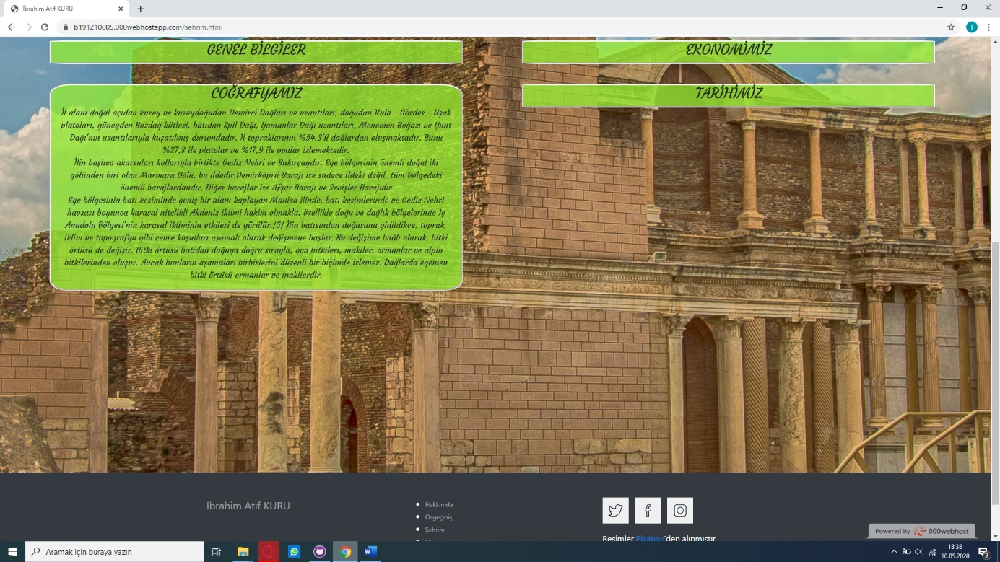 İbrahim Atıf KURU
b191210005.000webhostapp.com/sehrim.html
GENEL BİLGİLER
EKONOMİMİZ
COĞRAFYAMIZ
İl alanı doğal açıdan kuzey ve kuzeydoğudan Demirci Dağları ve uzantıları, doğudan Kula - Gördes - Uşak
platoları, güneyden Bozdağ kütlesi, batıdan Spil Dağı, Yamanlar Dağı uzantıları, Menemen Boğazı ve Yunt
Dağı'nın uzantılarıyla kuşatılmış durumdadır. İl topraklarının %54,3'ü dağlardan oluşmaktadır. Bunu
%27,8 ile platolar ve %17,9 ile ovalar izlemektedir.
İlin başlıca akarsuları kollarıyla birlikte Gediz Nehri ve Bakırçaydır. Ege bölgesinin önemli doğal iki
gölünden biri olan Marmara Gölü, bu ildedir.Demirköprü Barajı ise sadece ildeki değil, tüm Bölgedeki
önemli barajlardandır. Diğer barajlar ise Afşar Barajı ve Sevişler Barajıdır
Ege bölgesinin batı kesiminde geniş bir alanı kaplayan Manisa ilinde, batı kesimlerinde ve Gediz Nehri
havzası boyunca karasal nitelikli Akdeniz iklimi hakim olmakla, özellikle doğu ve dağlık bölgelerinde İç
Anadolu Bölgesi'nin karasal ikliminin etkileri de görülür.[5] İlin batısından doğusuna gidildikçe, toprak,
iklim ve topografya gibi çevre koşulları aşamalı olarak değişmeye başlar. Bu değişime bağlı olarak, bitki
örtüsü de değişir. Bitki örtüsü batıdan doğuya doğru sırayla, ova bitkileri, makiler, ormanlar ve alpin
bitkilerinden oluşur. Ancak bunların aşamaları birbirlerini düzenli bir biçimde izlemez. Dağlarda egemen
bitki örtüsü ormanlar ve makilerdir.
TARİHİMİZ
İbrahim Atıf KURU
Hakkımda
Özgeçmiş
Şehrim
Resimler Pixabay'den alınmıştır
Powered by 000webhost
Aramak için buraya yazın
18:38
10.05.2020
2